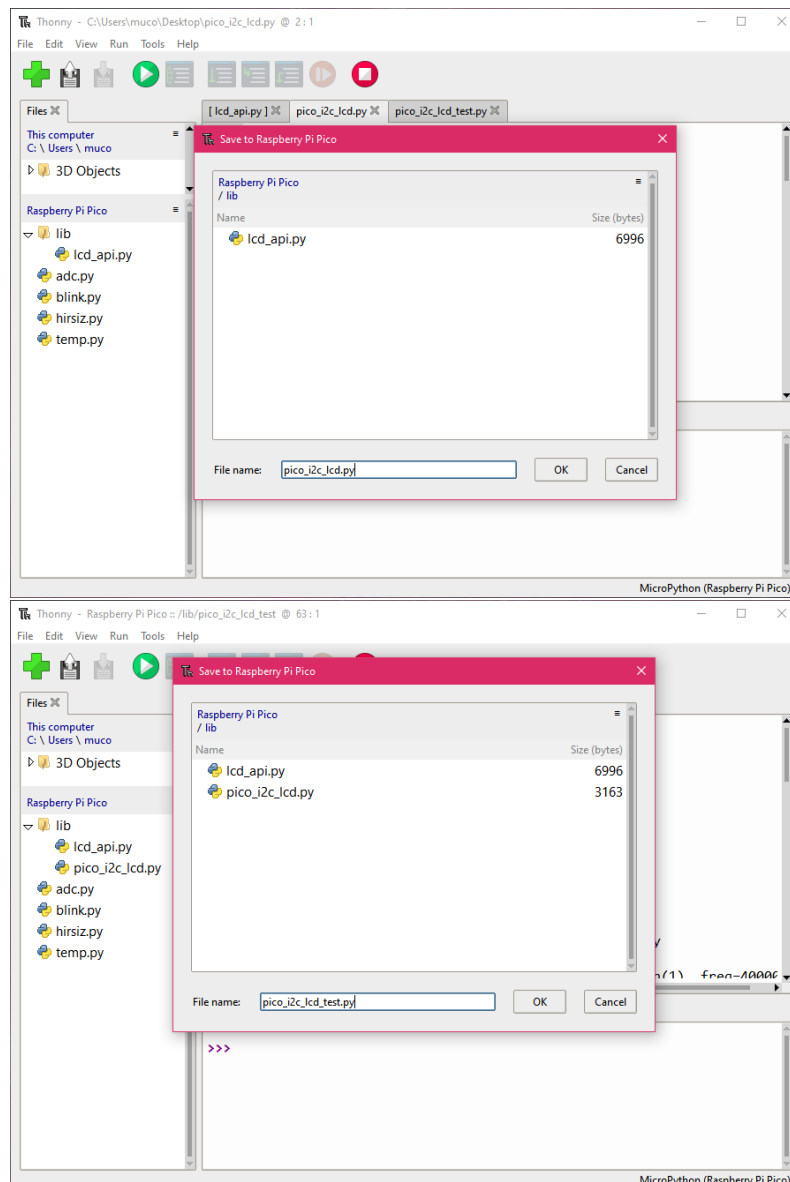 Thonny - C:\Users\muco\Desktop\pico_i2c_lcd.py @ 2:1
File Edit View Run Tools Help
Files
[ lcd_api.py ] pico_i2c_lcd.py pico_i2c_lcd_test.py
This computer
C: \ Users \ muco
3D Objects
Raspberry Pi Pico
lib
lcd_api.py
adc.py
blink.py
hirsiz.py
temp.py
Save to Raspberry Pi Pico
Raspberry Pi Pico
/ lib
Name Size (bytes)
lcd_api.py 6996
File name: pico_i2c_lcd.py OK Cancel
MicroPython (Raspberry Pi Pico)
Thonny - Raspberry Pi Pico :: /lib/pico_i2c_lcd_test @ 63:1
File Edit View Run Tools Help
Files
This computer
C: \ Users \ muco
3D Objects
Raspberry Pi Pico
lib
lcd_api.py
pico_i2c_lcd.py
adc.py
blink.py
hirsiz.py
temp.py
Save to Raspberry Pi Pico
Raspberry Pi Pico
/ lib
Name Size (bytes)
lcd_api.py 6996
pico_i2c_lcd.py 3163
File name: pico_i2c_lcd_test.py OK Cancel
>>>
MicroPython (Raspberry Pi Pico)